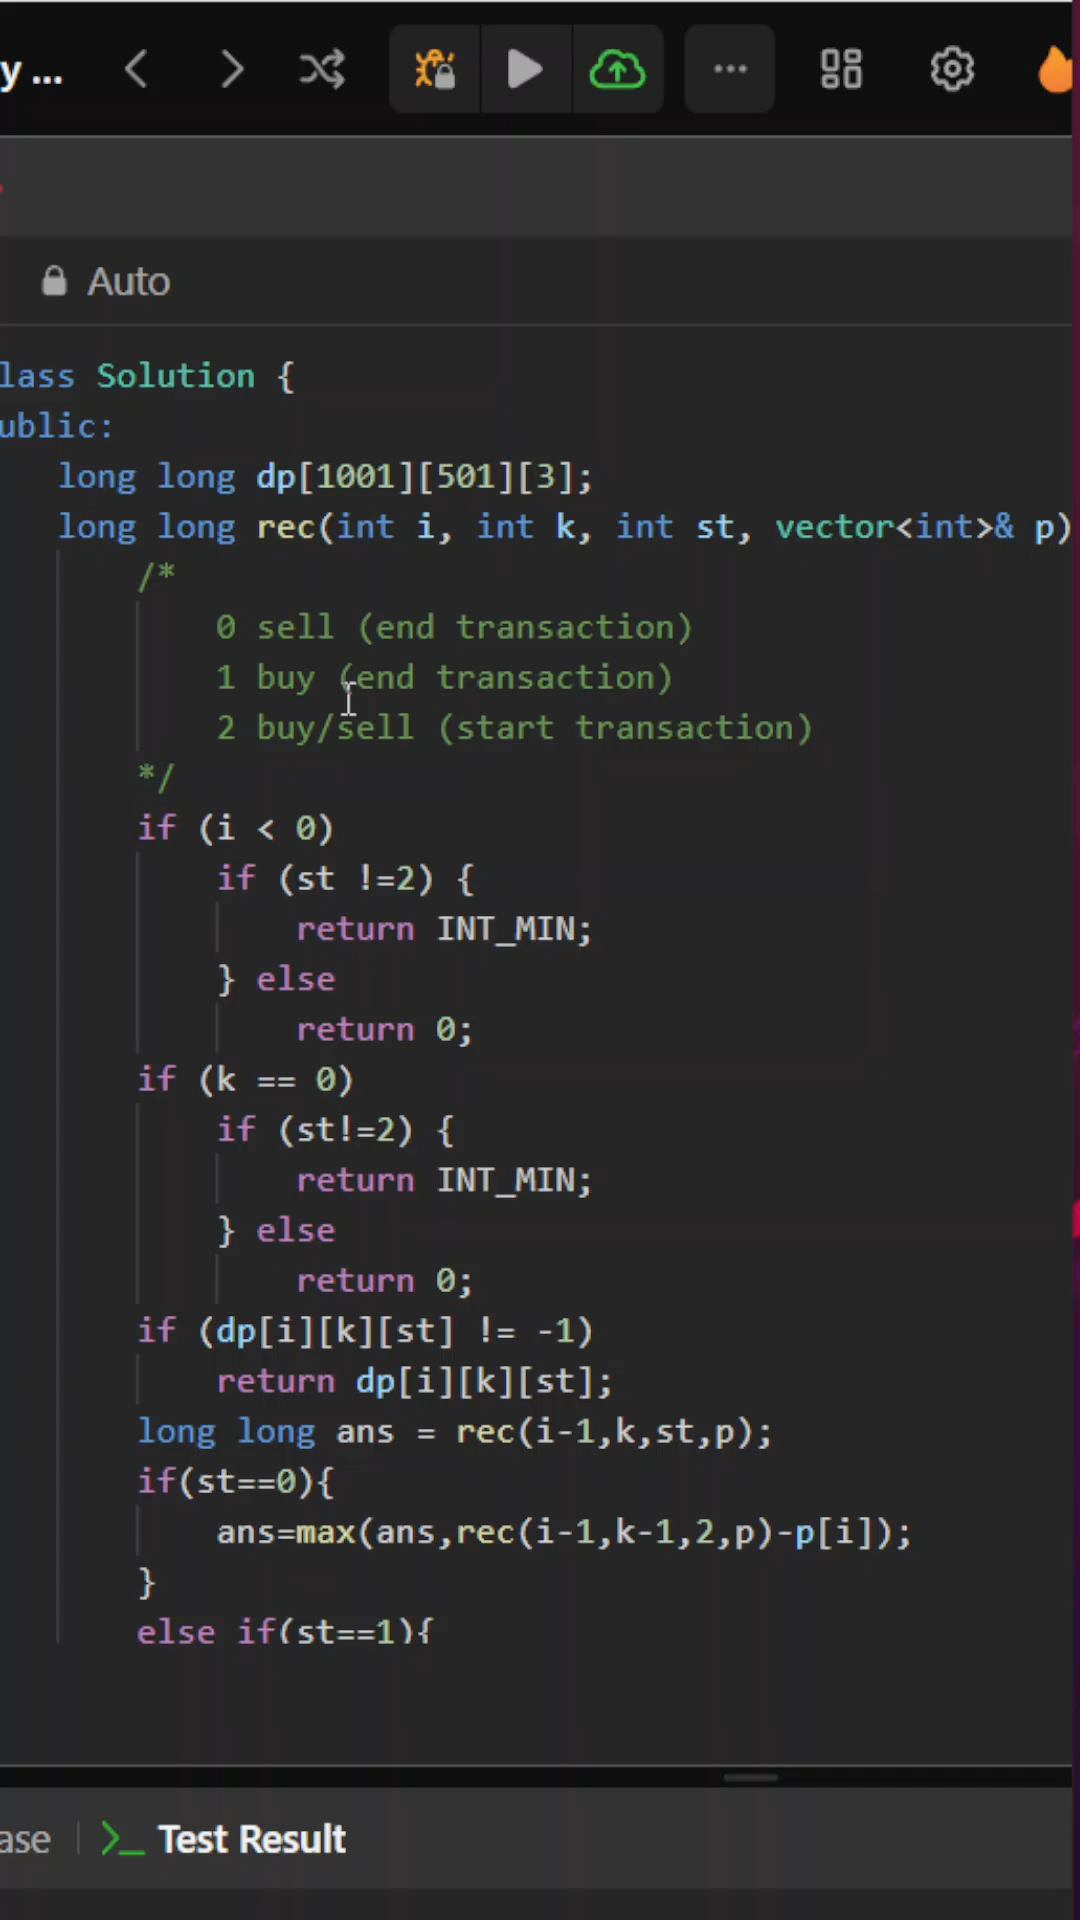 y ...
Auto
lass Solution {
ublic:
long long dp[1001][501][3];
long long rec(int i, int k, int st, vector<int>& p)
/*
0 sell (end transaction)
1 buy (end transaction)
2 buy/sell (start transaction)
*/
if (i < 0)
if (st !=2) {
return INT_MIN;
} else
return 0;
if (k == 0)
if (st!=2) {
return INT_MIN;
} else
return 0;
if (dp[i][k][st] != -1)
return dp[i][k][st];
long long ans = rec(i-1,k,st,p);
if(st==0){
ans=max(ans,rec(i-1,k-1,2,p)-p[i]);
}
else if(st==1){
ase
Test Result